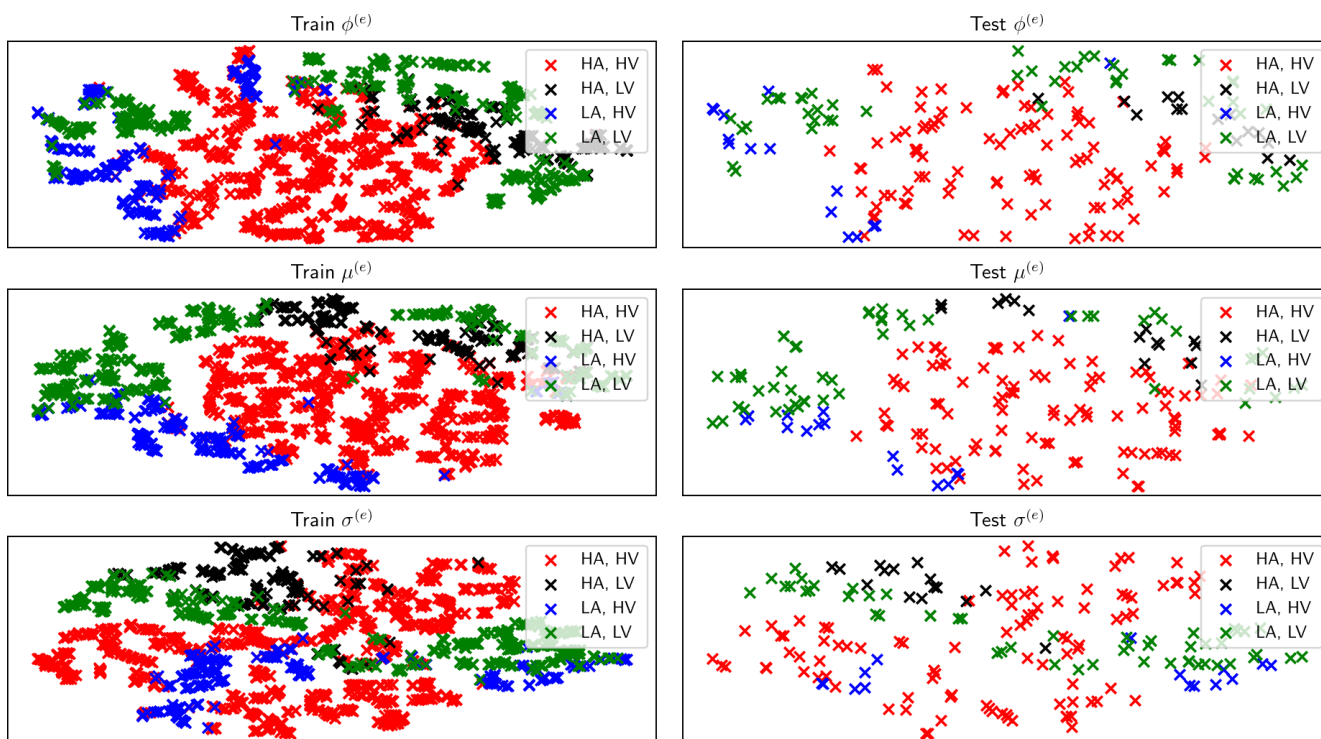 Train ϕ^(e)
HA, HV
HA, LV
LA, HV
LA, LV
Test ϕ^(e)
HA, HV
HA, LV
LA, HV
LA, LV
Train μ^(e)
HA, HV
HA, LV
LA, HV
LA, LV
Test μ^(e)
HA, HV
HA, LV
LA, HV
LA, LV
Train σ^(e)
HA, HV
HA, LV
LA, HV
LA, LV
Test σ^(e)
HA, HV
HA, LV
LA, HV
LA, LV